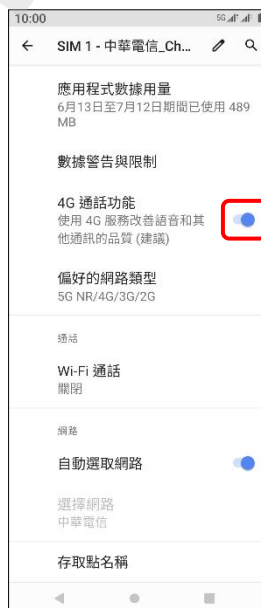 10:00 5G
SIM 1 - 中華電信_Ch...
應用程式數據用量
6月13日至7月12日期間已使用 489
MB
數據警告與限制
4G 通話功能
使用 4G 服務改善語音和其
他通訊的品質 (建議)
偏好的網路類型
5G NR/4G/3G/2G
通話
Wi-Fi 通話
關閉
網路
自動選取網路
選擇網路
中華電信
存取點名稱